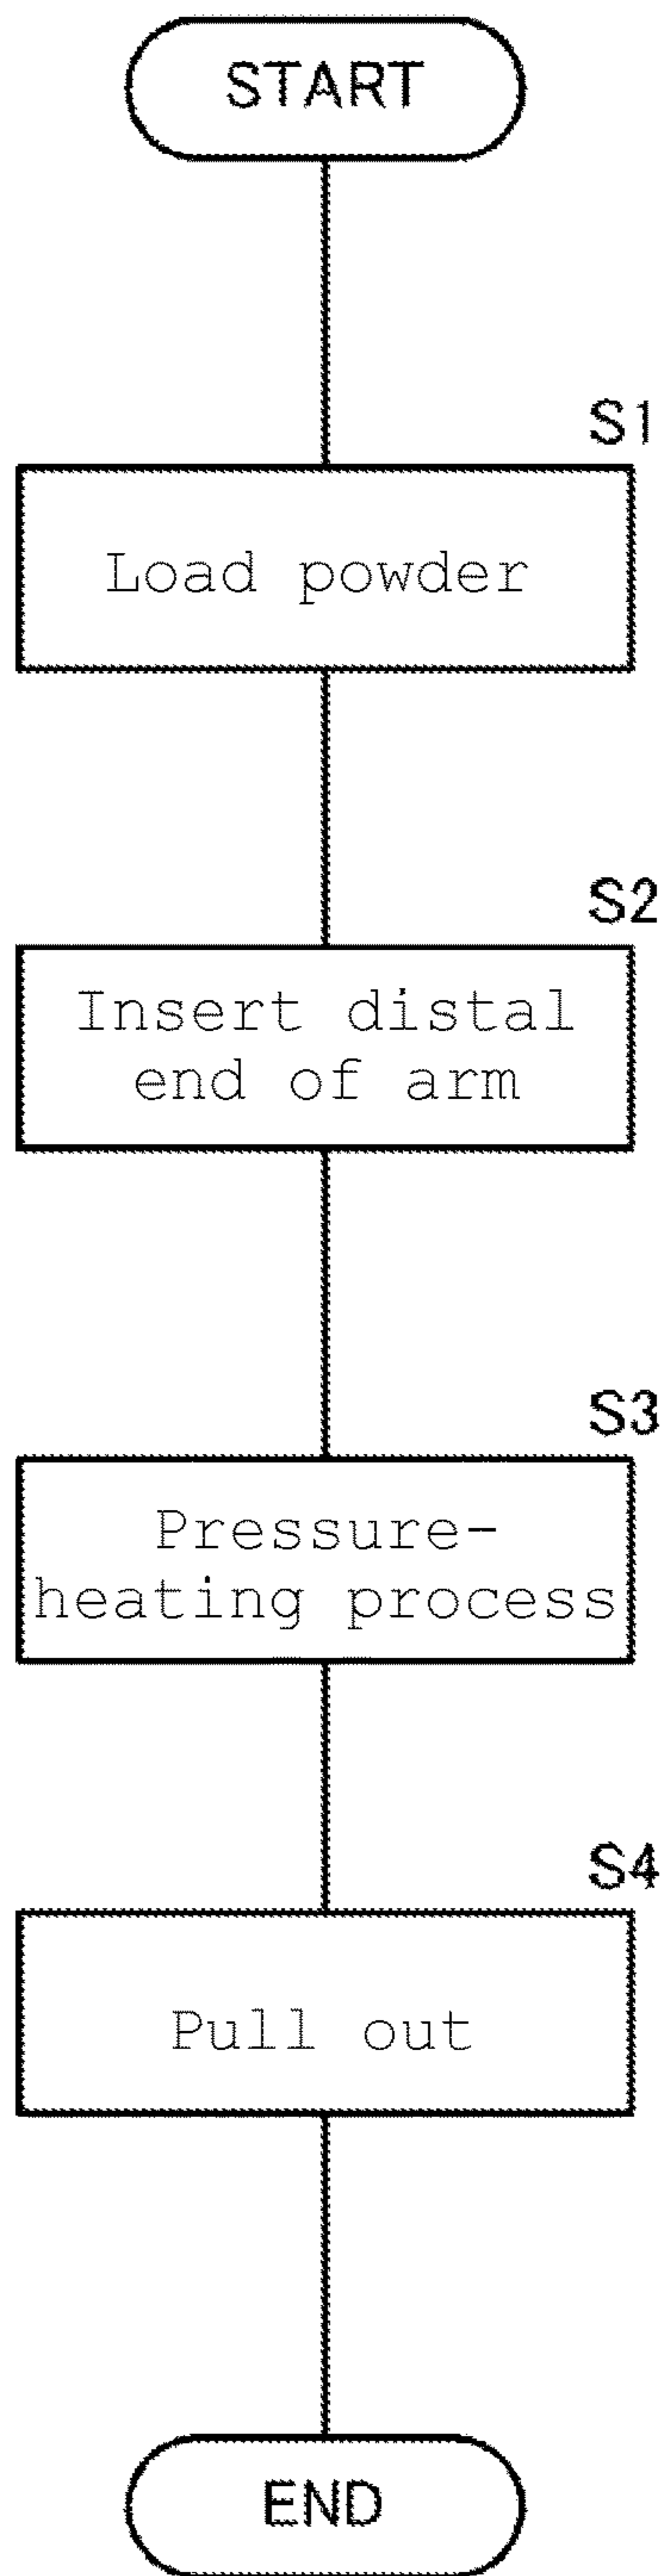 START
S1
Load powder
S2
Insert distal
end of arm
S3
Pressure-
heating process
S4
Pull out
END